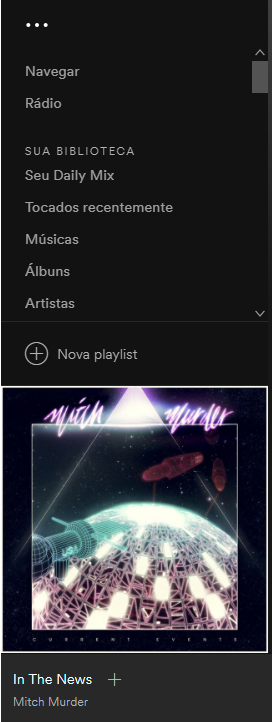 Navegar
Rádio
SUA BIBLIOTECA
Seu Daily Mix
Tocados recentemente
Músicas
Álbuns
Artistas
Nova playlist
mitch murder
USA
CURRENT EVENTS
In The News
Mitch Murder